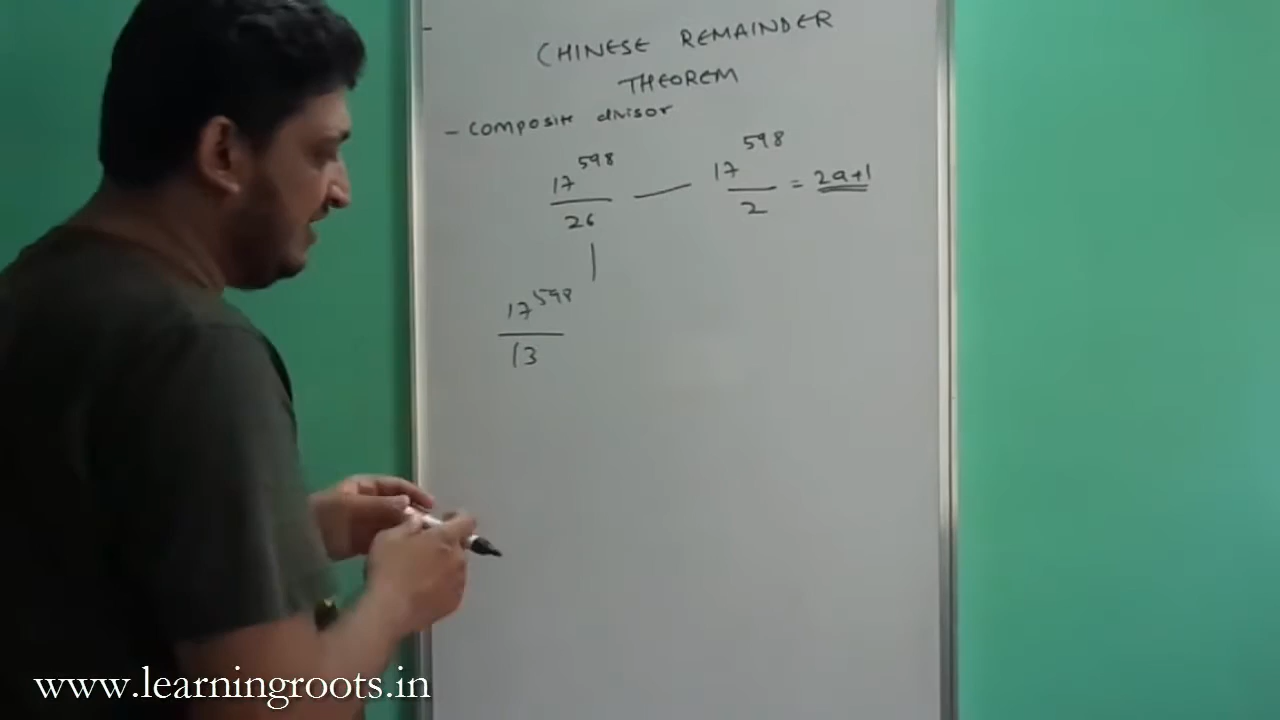 CHINESE REMAINDER
THEOREM
- Composite divisor
17^598 / 26 — 17^598 / 2 = 2a+1
17^598 / 13
www.learningroots.in